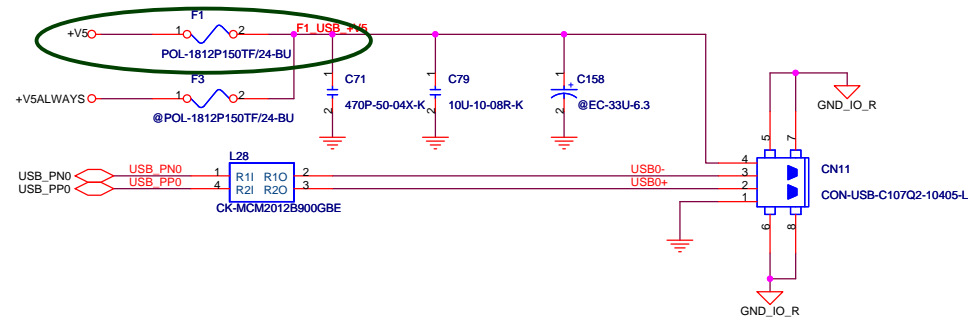 F1
+V5 1 2 F1_USB_+V5
POL-1812P150TF/24-BU
F3
+V5ALWAYS 1 2
@POL-1812P150TF/24-BU
1 C71
2 470P-50-04X-K
1 C79
2 10U-10-08R-K
1 + C158
2 @EC-33U-6.3
GND_IO_R
5 7
L28
USB_PN0 USB_PN0 1 R1I R1O 2 USB0- 
USB_PP0 USB_PP0 4 R2I R2O 3 USB0+
CK-MCM2012B900GBE
4
3
2
1
CN11
CON-USB-C107Q2-10405-L
6 8
GND_IO_R